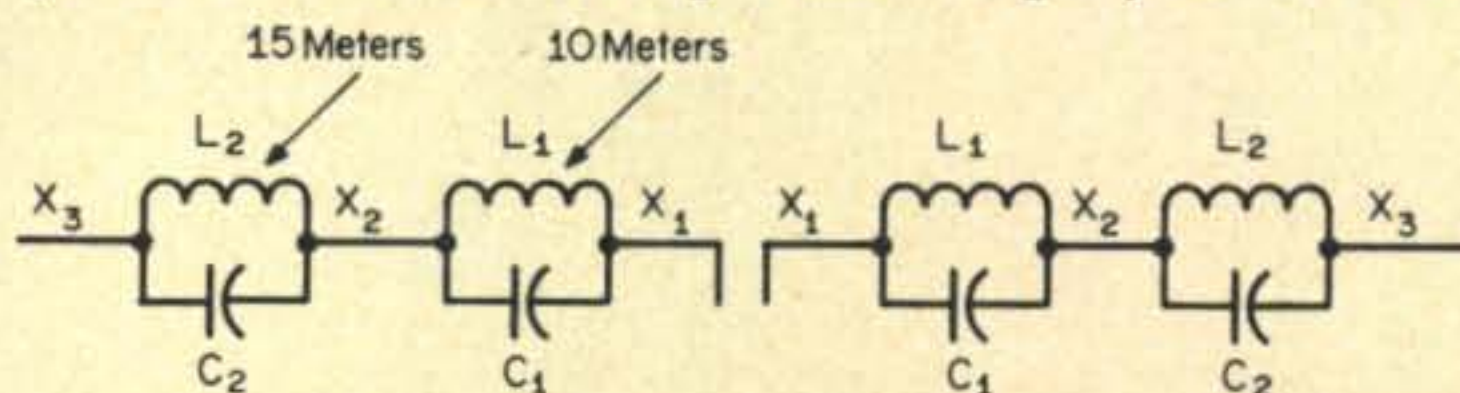 15 Meters 10 Meters
L2 L1 L1 L2
X3 X2 X1 X1 X2 X3
C2 C1 C1 C2